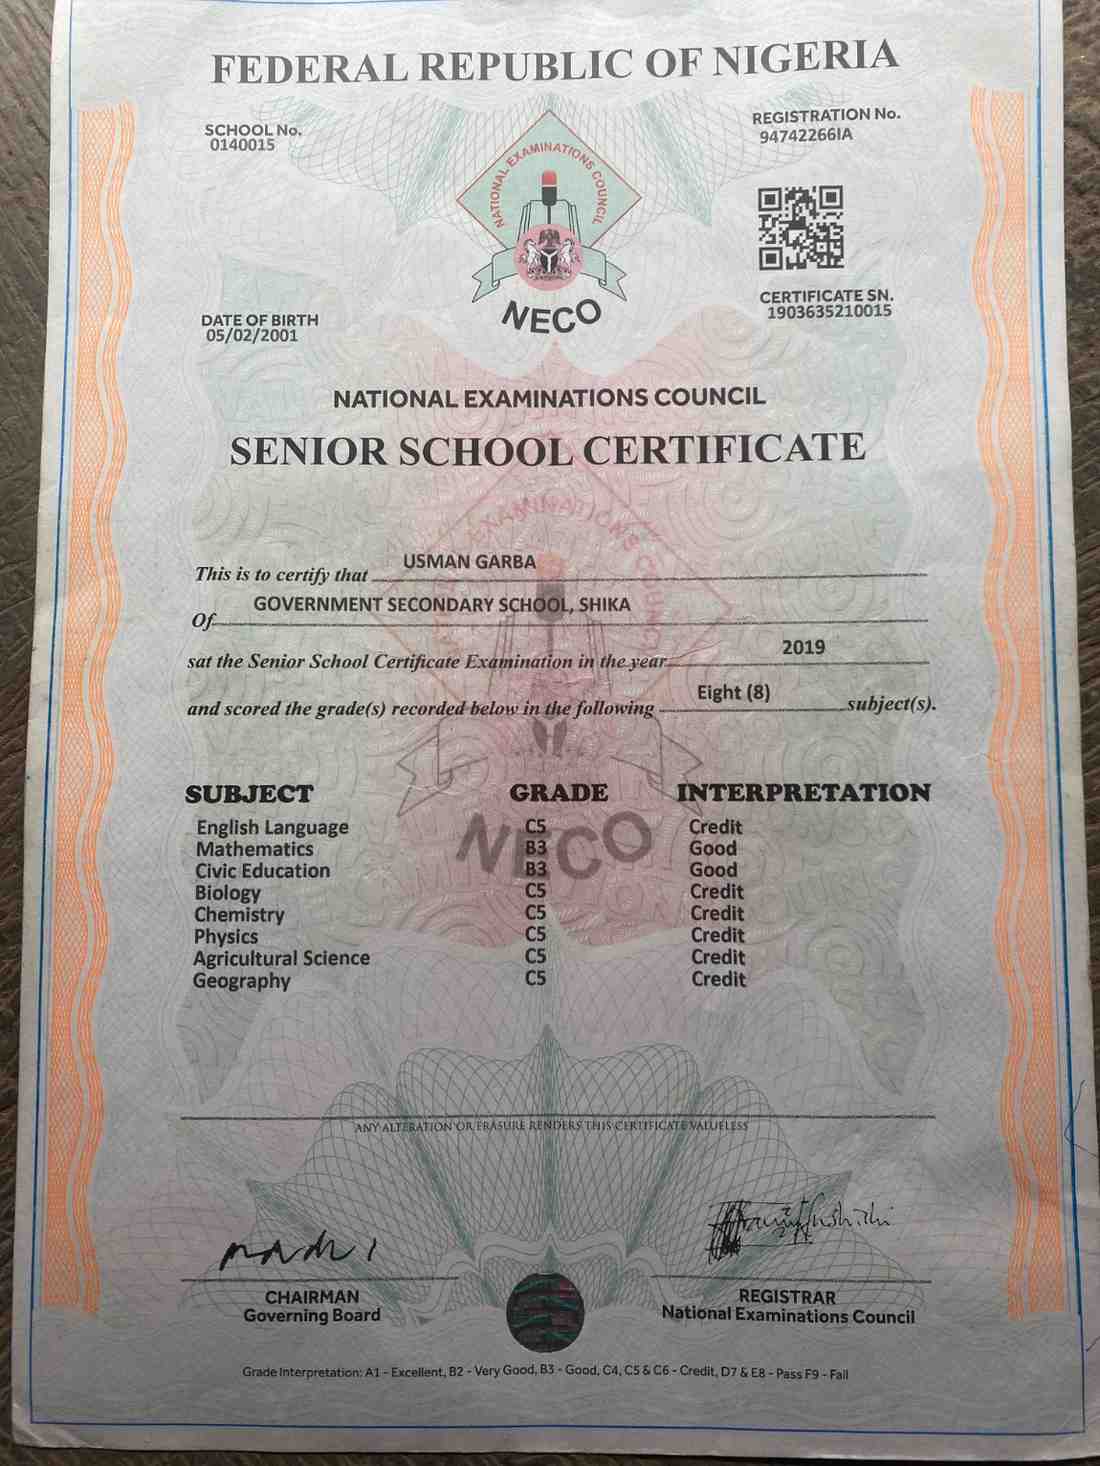 FEDERAL REPUBLIC OF NIGERIA
SCHOOL No.
0140015
REGISTRATION No.
94742266IA
NATIONAL EXAMINATIONS COUNCIL
NECO
CERTIFICATE SN.
1903635210015
DATE OF BIRTH
05/02/2001
NATIONAL EXAMINATIONS COUNCIL
SENIOR SCHOOL CERTIFICATE
This is to certify that USMAN GARBA
Of GOVERNMENT SECONDARY SCHOOL, SHIKA
sat the Senior School Certificate Examination in the year 2019
and scored the grade(s) recorded below in the following Eight (8) subject(s).
SUBJECT GRADE INTERPRETATION
English Language C5 Credit
Mathematics B3 Good
Civic Education B3 Good
Biology C5 Credit
Chemistry C5 Credit
Physics C5 Credit
Agricultural Science C5 Credit
Geography C5 Credit
NECO
ANY ALTERATION OR ERASURE RENDERS THIS CERTIFICATE VALUELESS
CHAIRMAN
Governing Board
REGISTRAR
National Examinations Council
Grade Interpretation: A1 - Excellent, B2 - Very Good, B3 - Good, C4, C5 & C6 - Credit, D7 & E8 - Pass F9 - Fail